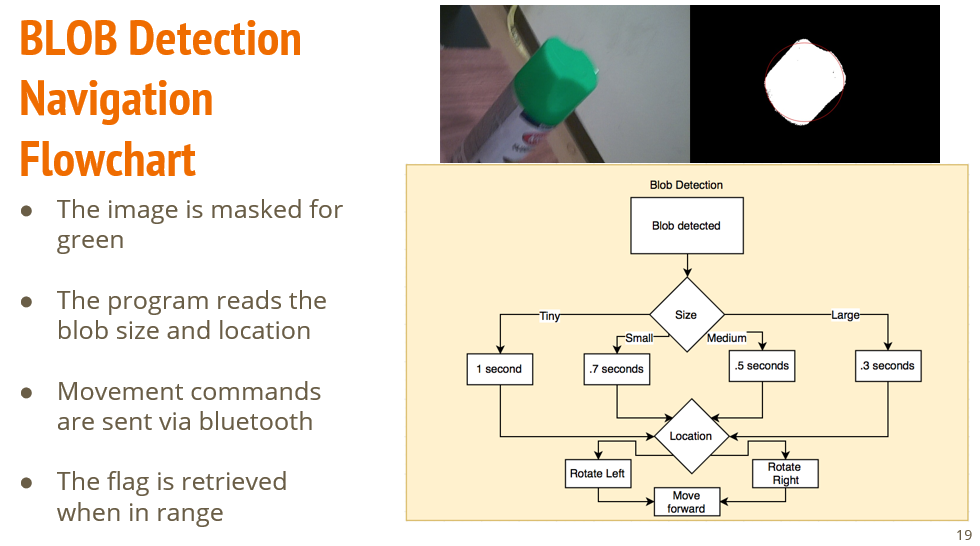 BLOB Detection
Navigation
Flowchart
● The image is masked for
green
● The program reads the
blob size and location
● Movement commands
are sent via bluetooth
● The flag is retrieved
when in range
Blob Detection
Blob detected
Size
Tiny
Small
Medium
Large
1 second
.7 seconds
.5 seconds
.3 seconds
Location
Rotate Left
Rotate
Right
Move
forward
19